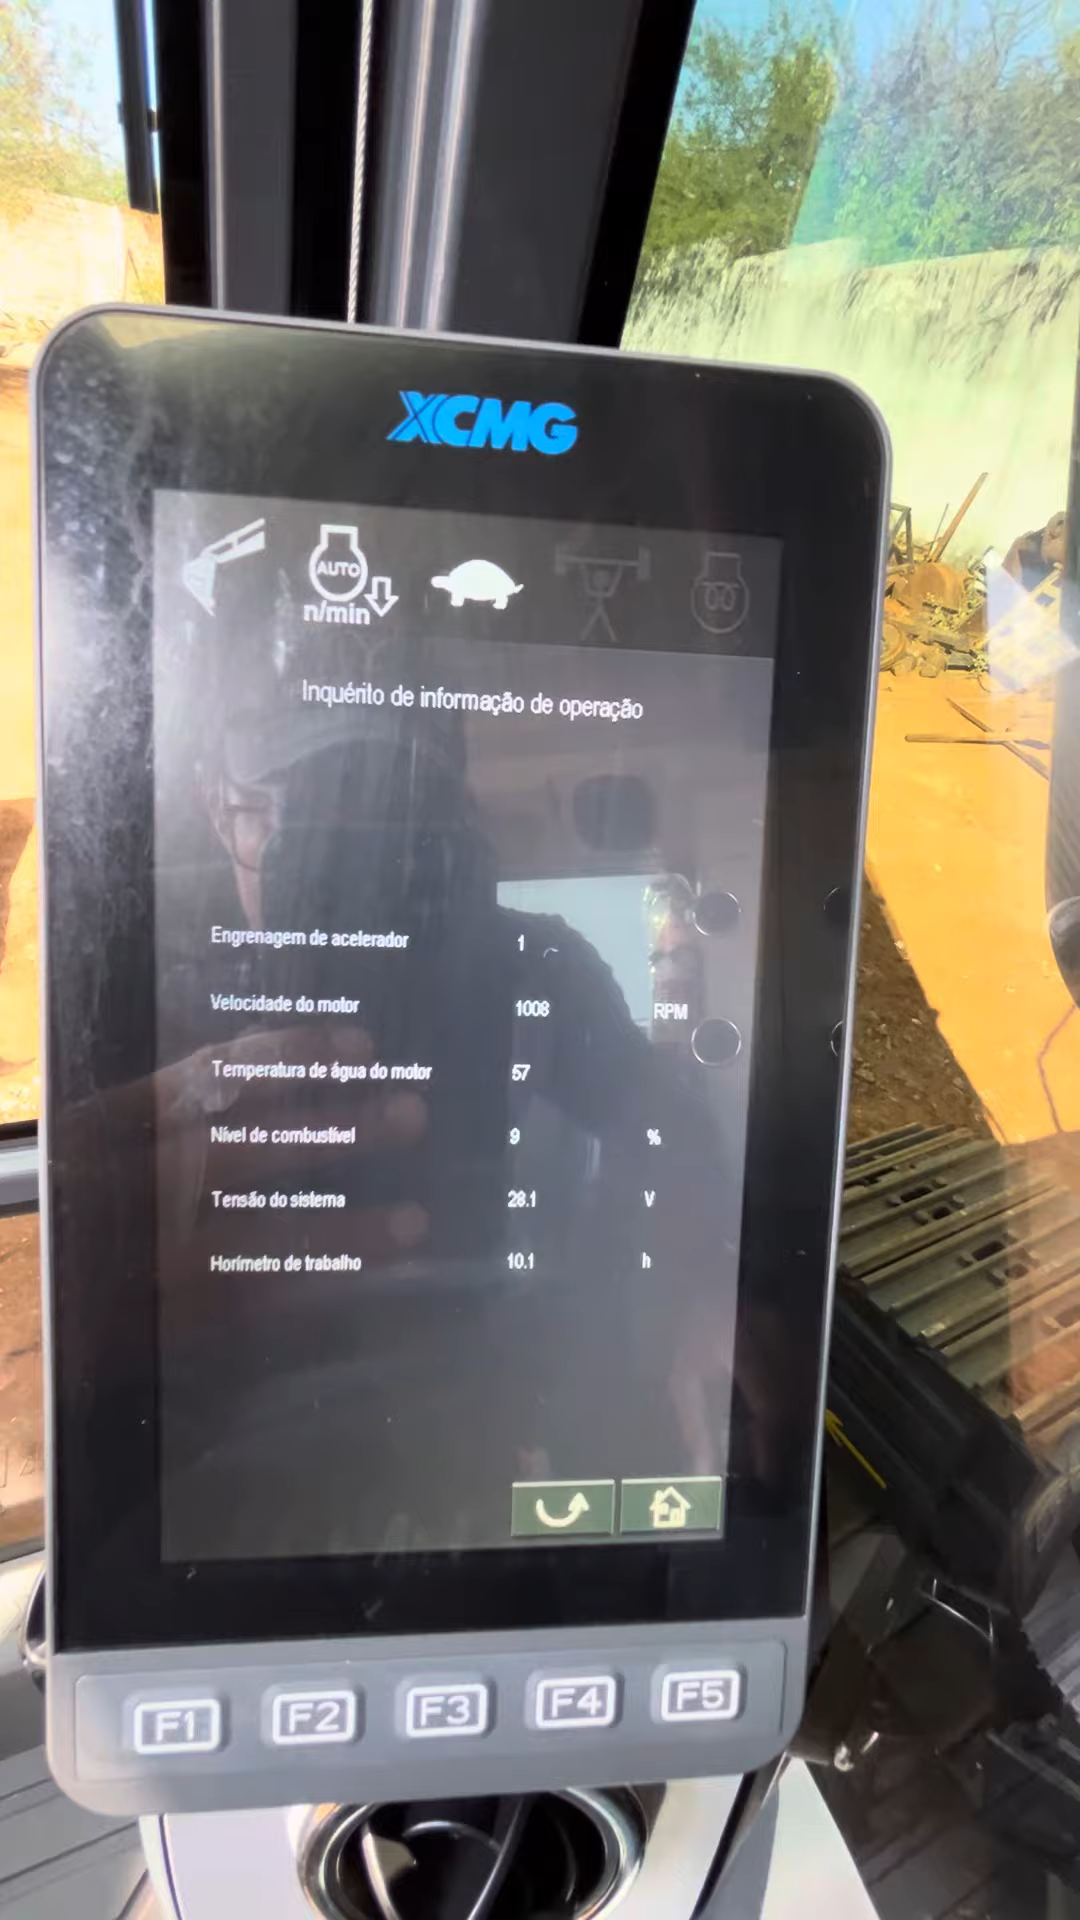 XCMG
AUTO
n/min
Inquérito de informação de operação
Engrenagem de acelerador 1
Velocidade do motor 1008 RPM
Temperatura de água do motor 57
Nível de combustível 9 %
Tensão do sistema 28.1 V
Horímetro de trabalho 10.1 h
F1 F2 F3 F4 F5